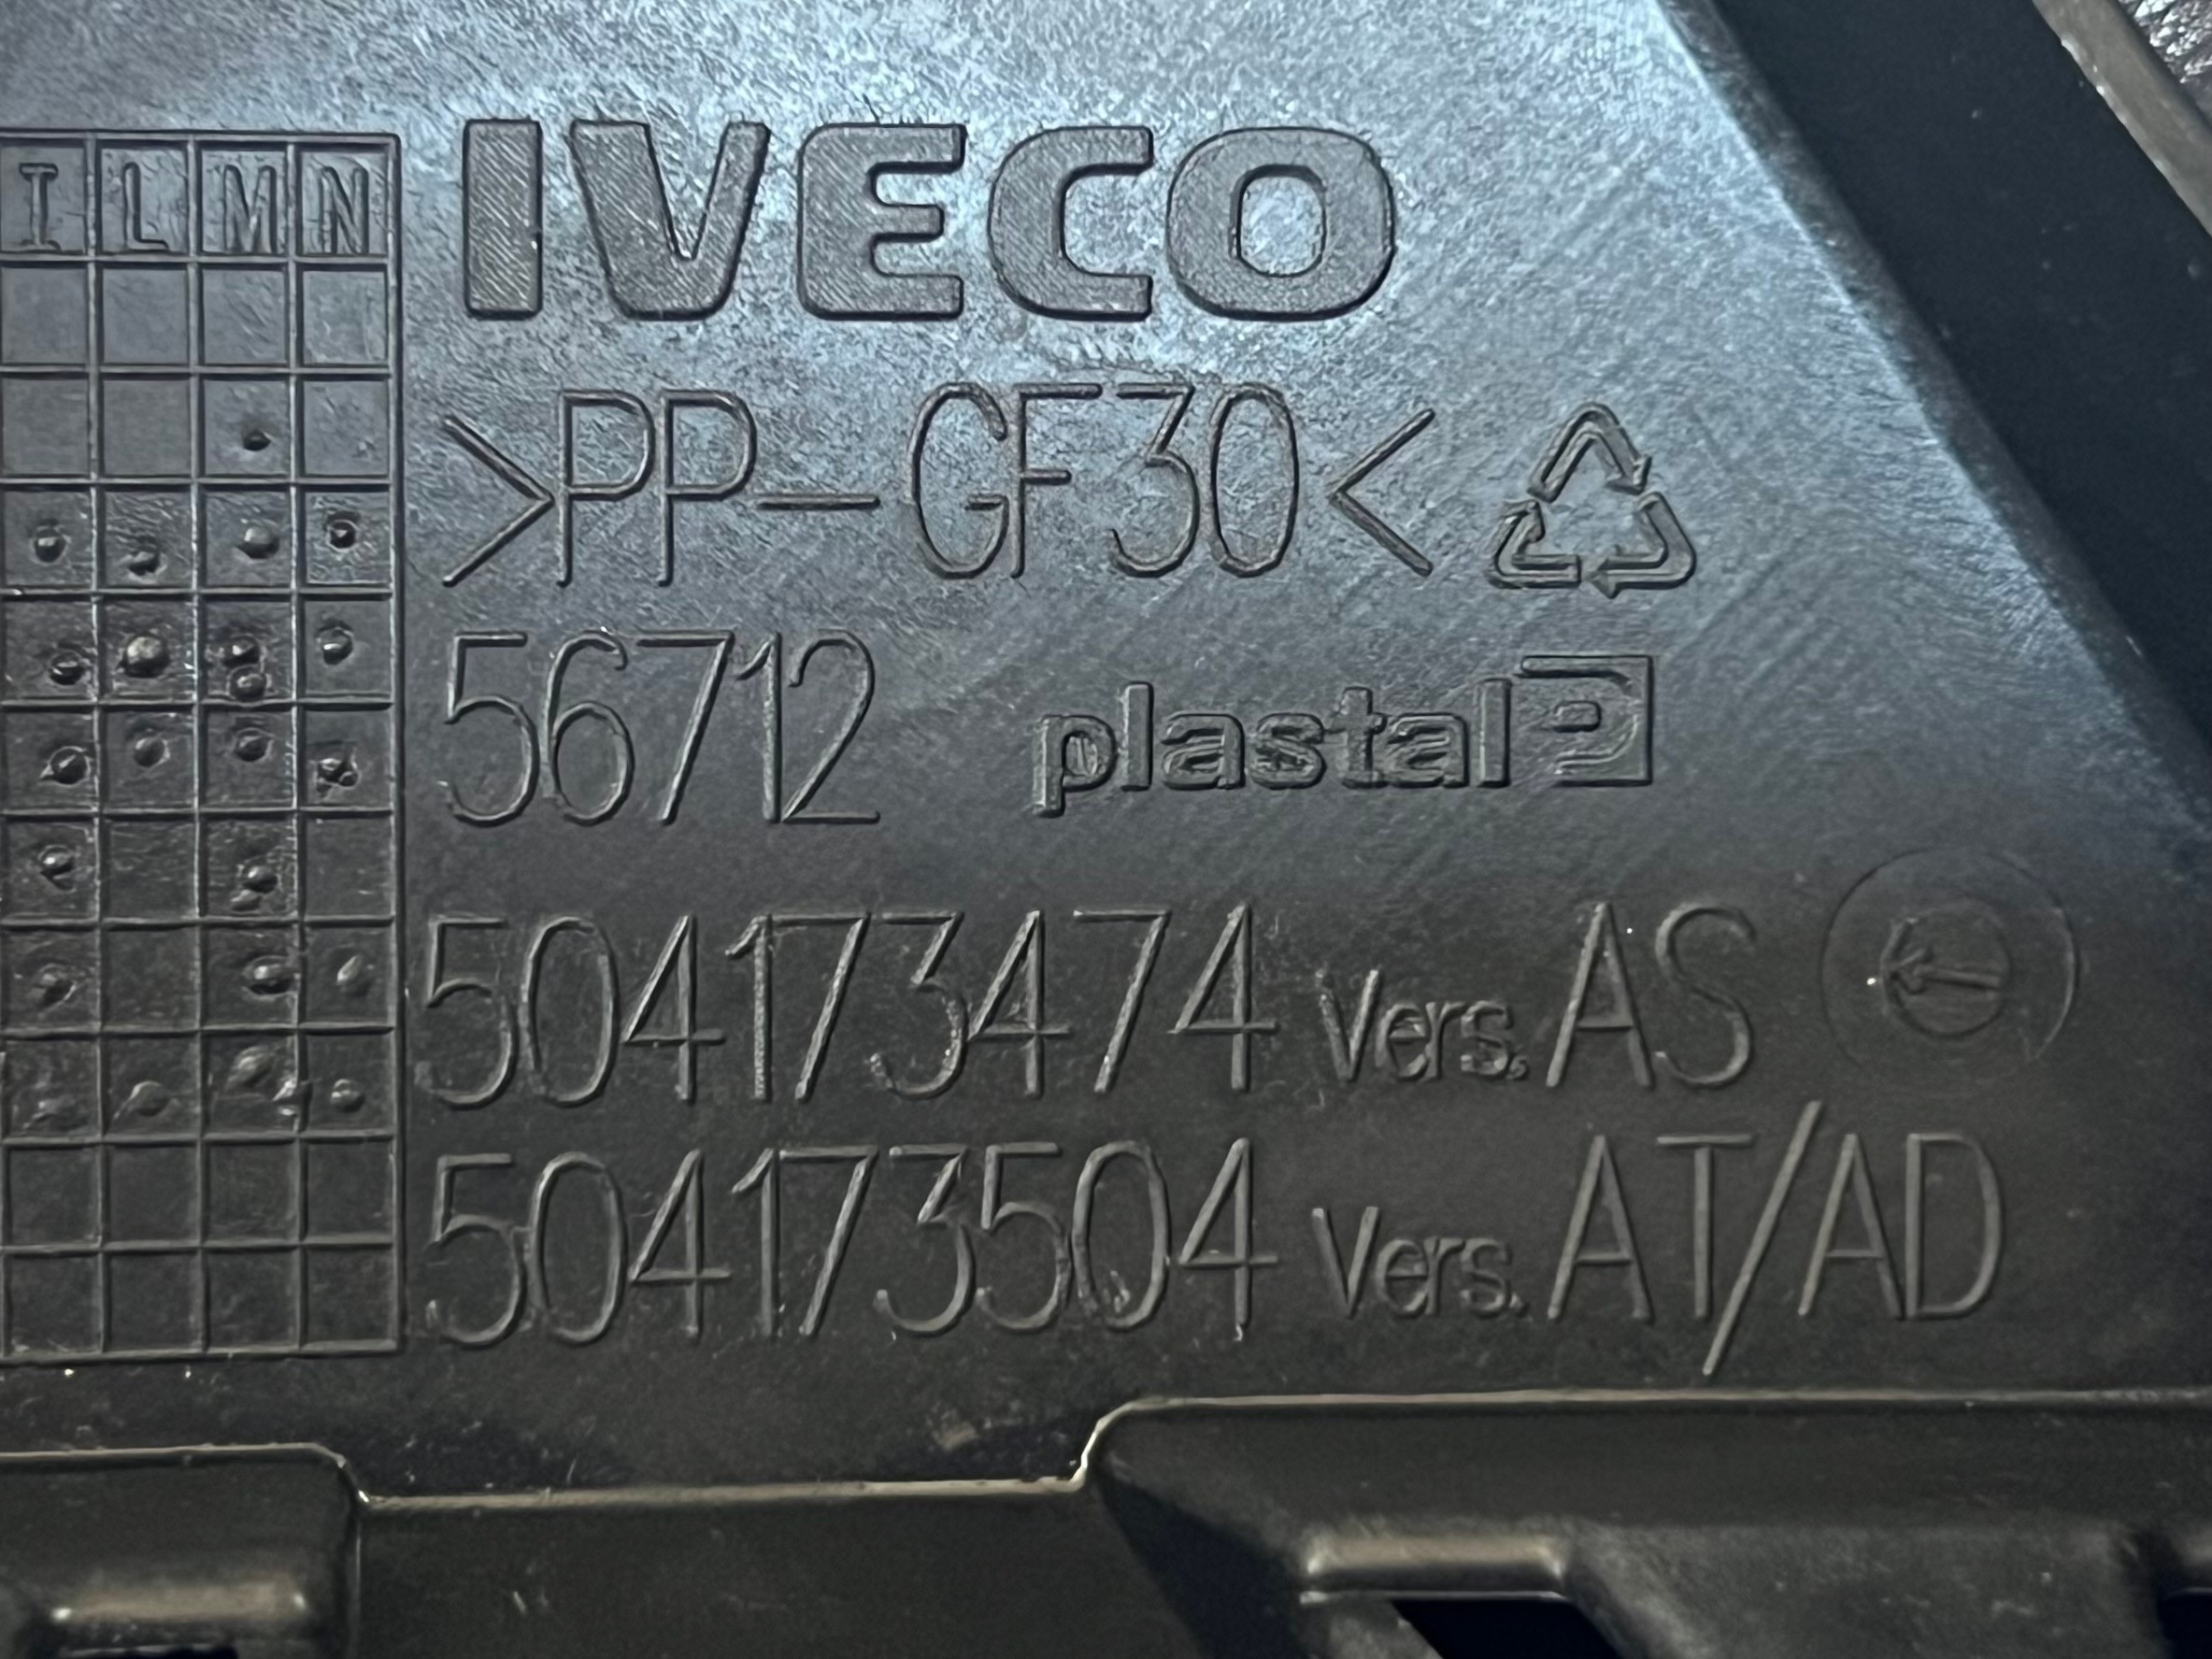 I L M N
IVECO
>PP-GF30<
56712 plastal
504173474 Vers. AS
504173504 Vers. AT/AD